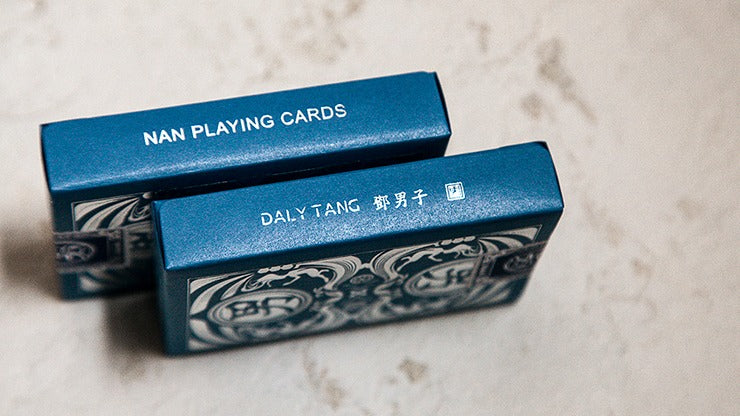 NAN PLAYING CARDS
DALY TANG 鄧男子